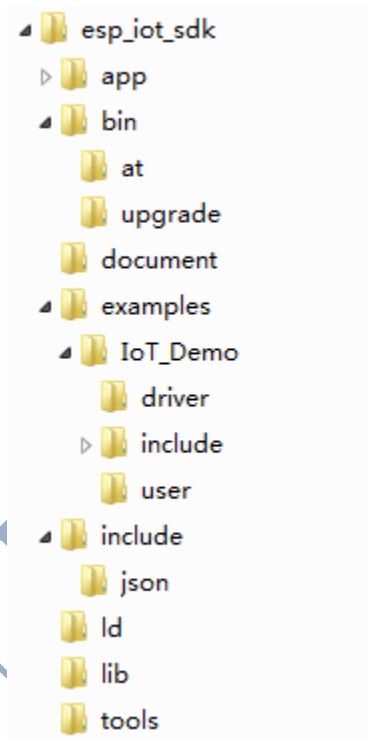 esp_iot_sdk
app
bin
at
upgrade
document
examples
IoT_Demo
driver
include
user
include
json
ld
lib
tools